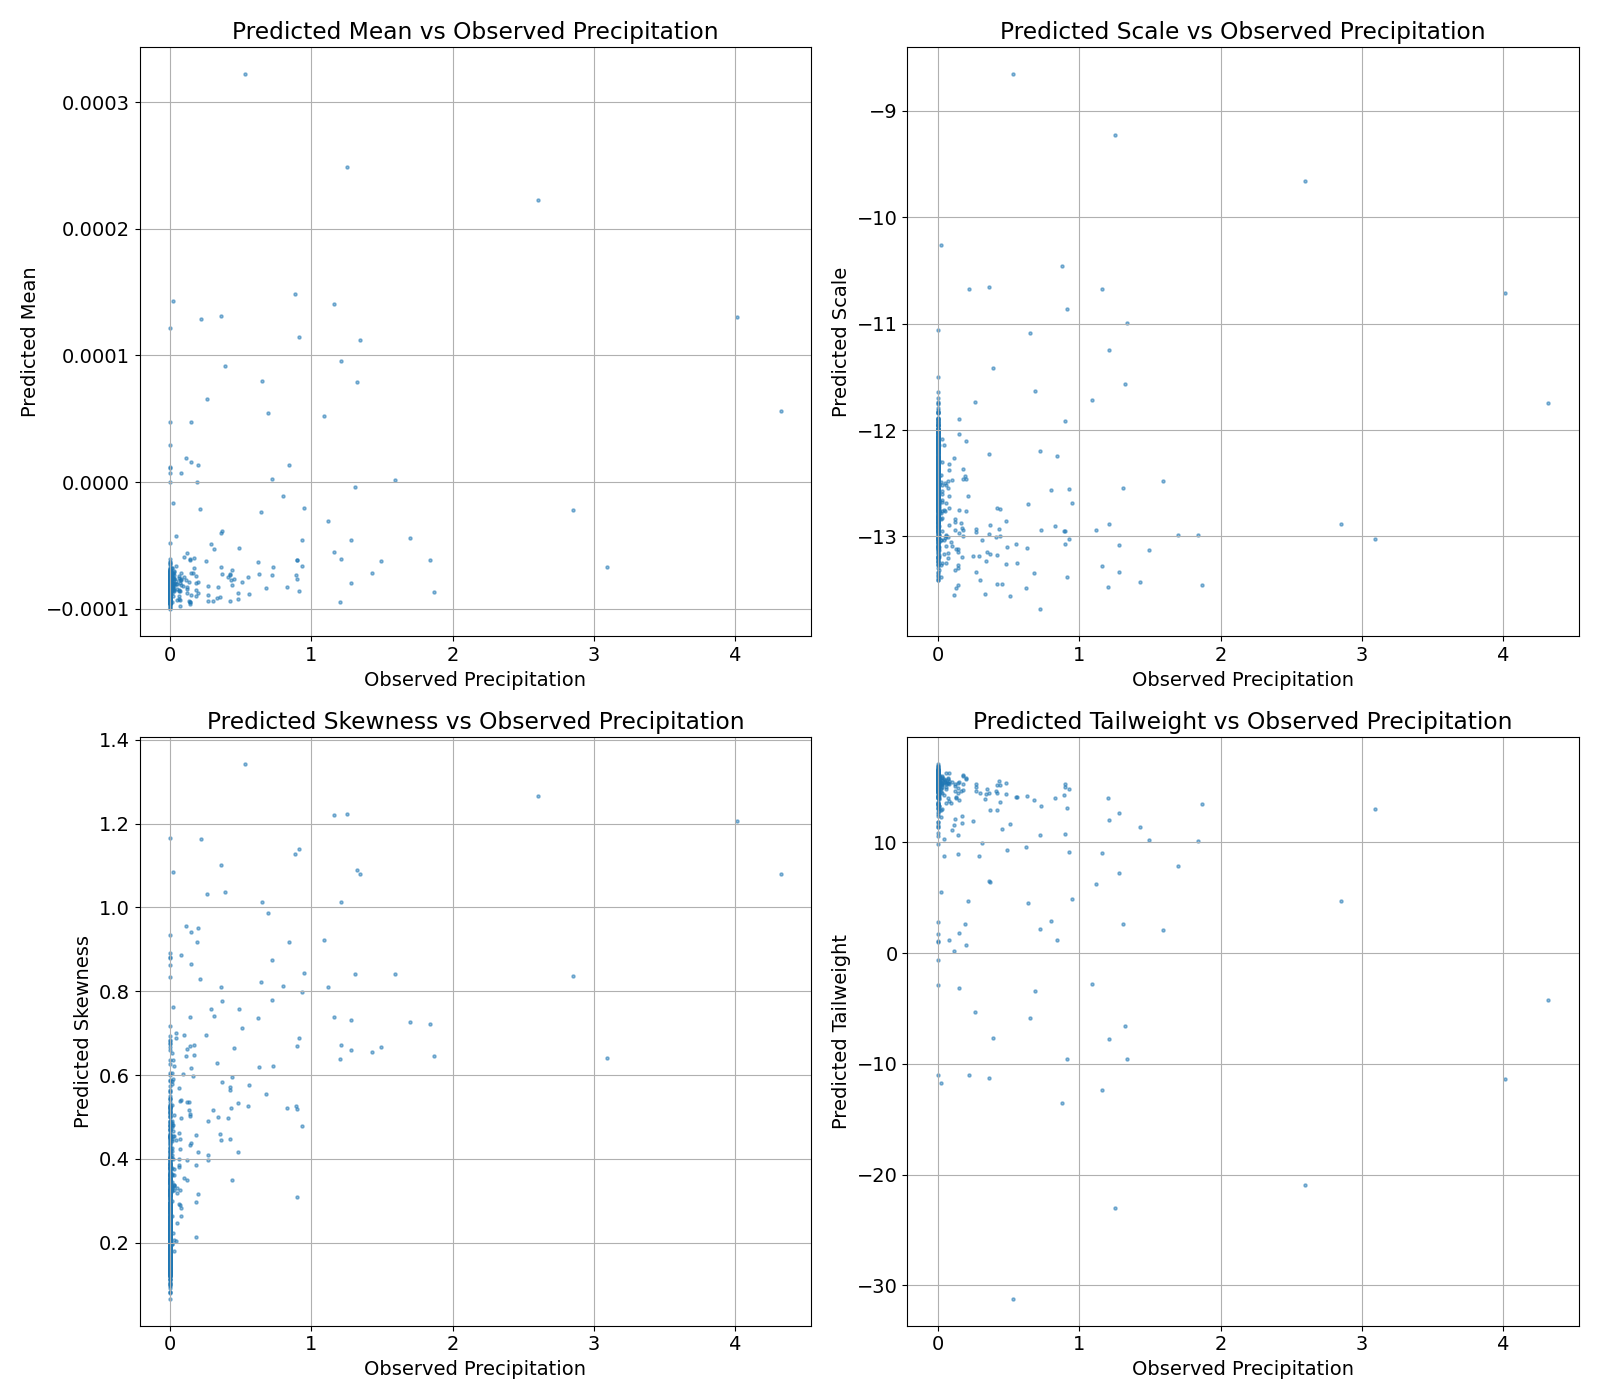 Predicted Mean vs Observed Precipitation
Predicted Mean
0.0003
0.0002
0.0001
0.0000
−0.0001
0 1 2 3 4
Observed Precipitation
Predicted Scale vs Observed Precipitation
Predicted Scale
−9
−10
−11
−12
−13
0 1 2 3 4
Observed Precipitation
Predicted Skewness vs Observed Precipitation
Predicted Skewness
1.4
1.2
1.0
0.8
0.6
0.4
0.2
0 1 2 3 4
Observed Precipitation
Predicted Tailweight vs Observed Precipitation
Predicted Tailweight
10
0
−10
−20
−30
0 1 2 3 4
Observed Precipitation